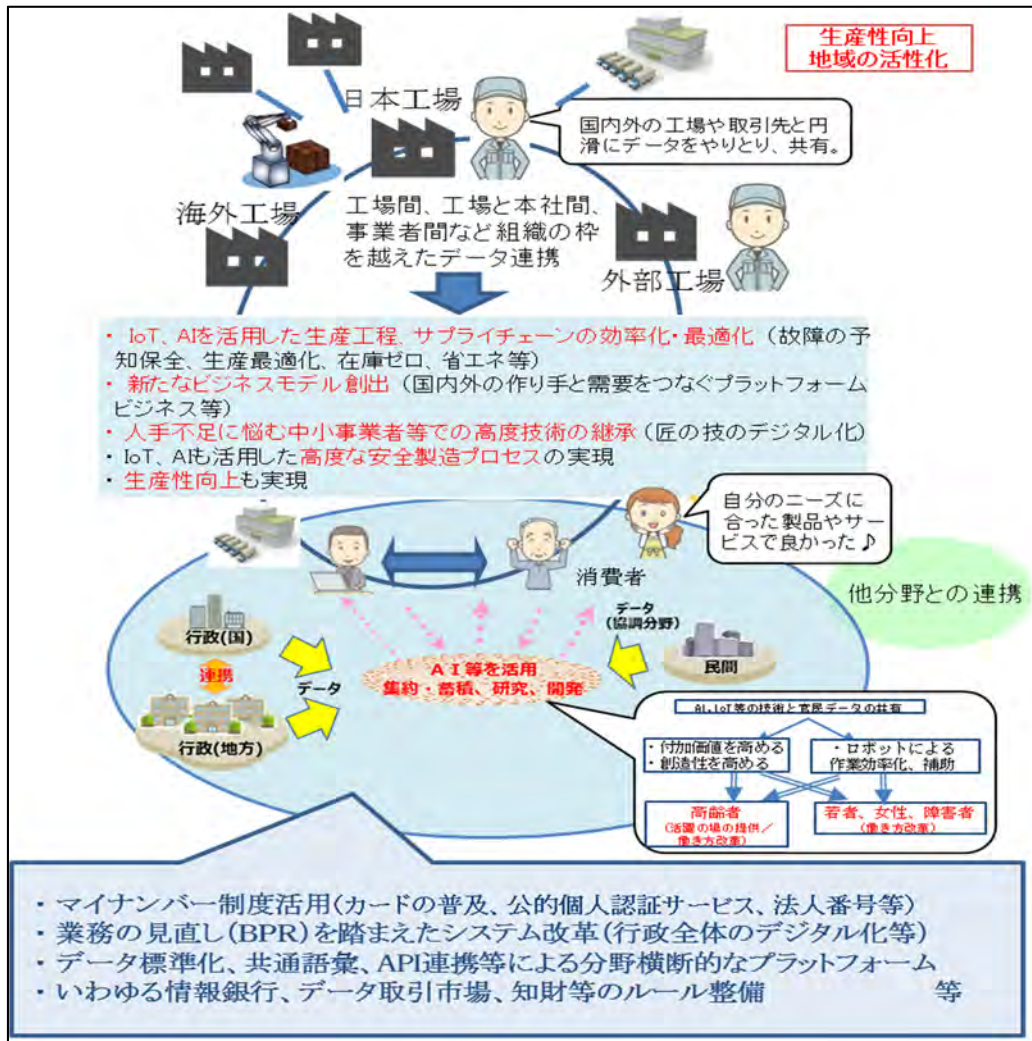 生産性向上
地域の活性化
日本工場
国内外の工場や取引先と円
滑にデータをやりとり、共有。
海外工場
工場間、工場と本社間、
事業者間など組織の枠
を越えたデータ連携
外部工場
・IoT、AIを活用した生産工程、サプライチェーンの効率化・最適化（故障の予
知保全、生産最適化、在庫ゼロ、省エネ等）
・新たなビジネスモデル創出（国内外の作り手と需要をつなぐプラットフォーム
ビジネス等）
・人手不足に悩む中小事業者等での高度技術の継承（匠の技のデジタル化）
・IoT、AIも活用した高度な安全製造プロセスの実現
・生産性向上も実現
自分のニーズに
合った製品やサー
ビスで良かった♪
消費者
他分野との連携
行政(国)
連携
行政(地方)
データ
データ
(協調分野)
民間
ＡＩ等を活用
集約・蓄積、研究、開発
AI、IoT等の技術と官民データの共有
・付加価値を高める
・創造性を高める
・ロボットによる
作業効率化、補助
高齢者
(活躍の場の提供／
働き方改革)
若者、女性、障害者
(働き方改革)
・マイナンバー制度活用(カードの普及、公的個人認証サービス、法人番号等)
・業務の見直し(BPR)を踏まえたシステム改革(行政全体のデジタル化等)
・データ標準化、共通語彙、API連携等による分野横断的なプラットフォーム
・いわゆる情報銀行、データ取引市場、知財等のルール整備　　　　　等